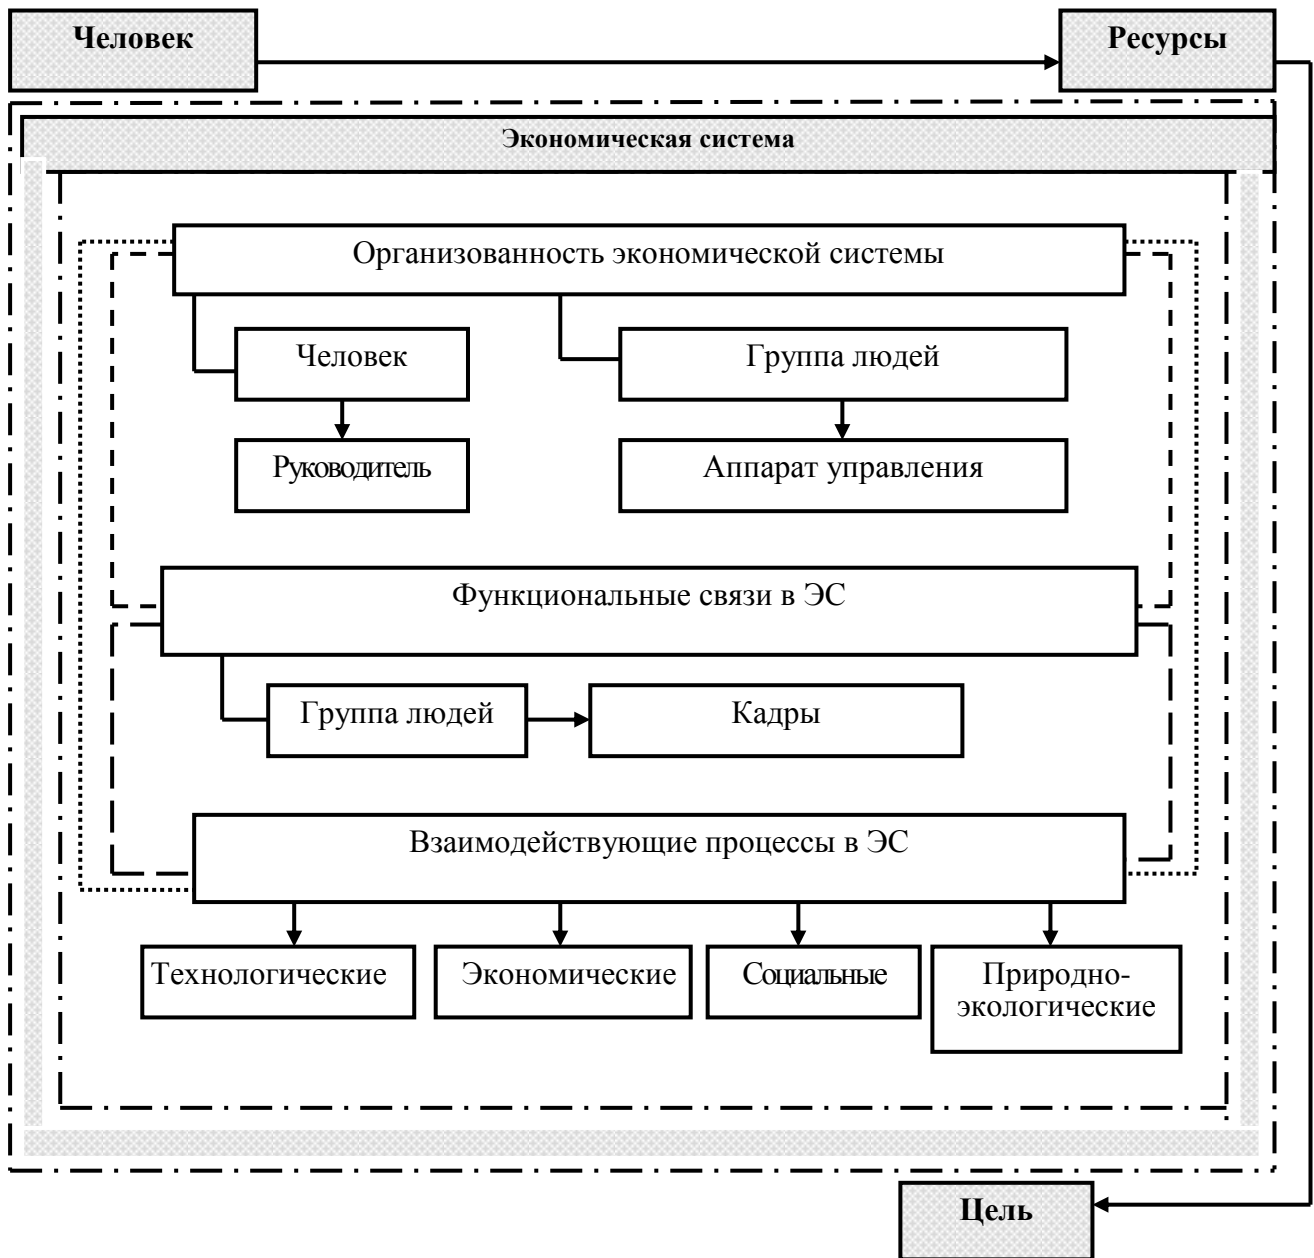 Человек
Ресурсы
Экономическая система
Организованность экономической системы
Человек
Группа людей
Руководитель
Аппарат управления
Функциональные связи в ЭС
Группа людей
Кадры
Взаимодействующие процессы в ЭС
Технологические
Экономические
Социальные
Природно-
экологические
Цель